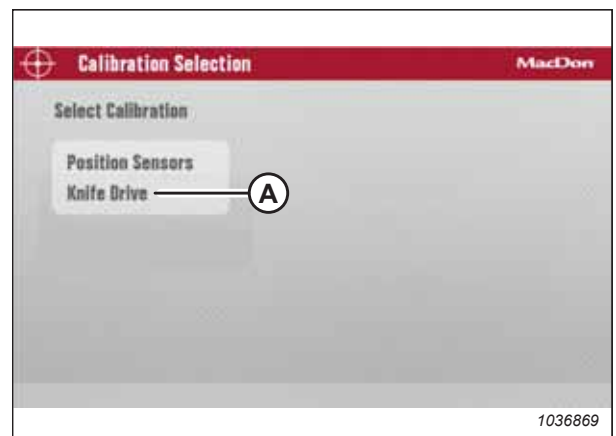 Calibration Selection
MacDon
Select Calibration
Position Sensors
Knife Drive
A
1036869